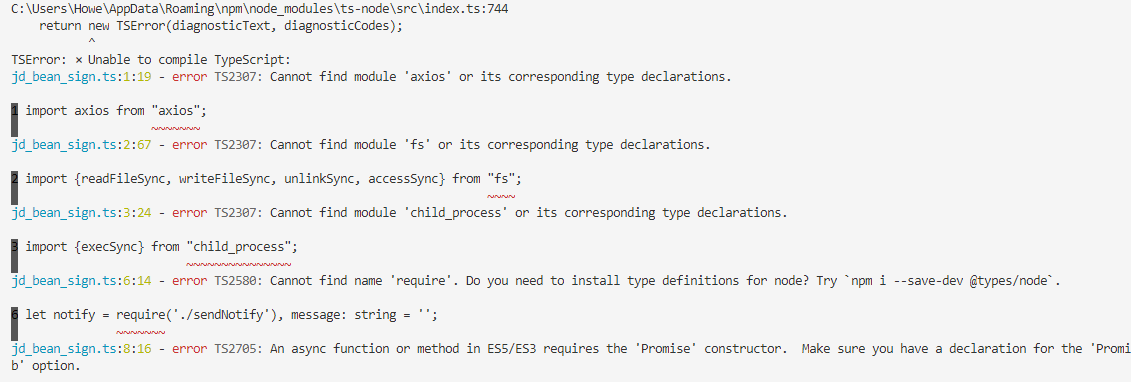 C:\Users\Howe\AppData\Roaming\npm\node_modules\ts-node\src\index.ts:744
    return new TSError(diagnosticText, diagnosticCodes);
           ^
TSError: × Unable to compile TypeScript:
jd_bean_sign.ts:1:19 - error TS2307: Cannot find module 'axios' or its corresponding type declarations.
1 import axios from "axios";
~~~~~~~
jd_bean_sign.ts:2:67 - error TS2307: Cannot find module 'fs' or its corresponding type declarations.
2 import {readFileSync, writeFileSync, unlinkSync, accessSync} from "fs";
~~~~
jd_bean_sign.ts:3:24 - error TS2307: Cannot find module 'child_process' or its corresponding type declarations.
3 import {execSync} from "child_process";
~~~~~~~~~~~~~~~
jd_bean_sign.ts:6:14 - error TS2580: Cannot find name 'require'. Do you need to install type definitions for node? Try `npm i --save-dev @types/node`.
6 let notify = require('./sendNotify'), message: string = '';
~~~~~~~
jd_bean_sign.ts:8:16 - error TS2705: An async function or method in ES5/ES3 requires the 'Promise' constructor.  Make sure you have a declaration for the 'Promi
b' option.